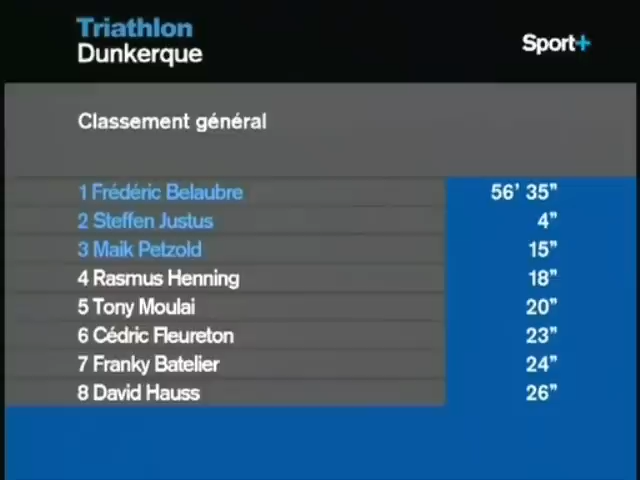 Triathlon
Dunkerque
Sport+
Classement général
1 Frédéric Belaubre 56' 35"
2 Steffen Justus 4"
3 Maik Petzold 15"
4 Rasmus Henning 18"
5 Tony Moulai 20"
6 Cédric Fleureton 23"
7 Franky Batelier 24"
8 David Hauss 26"